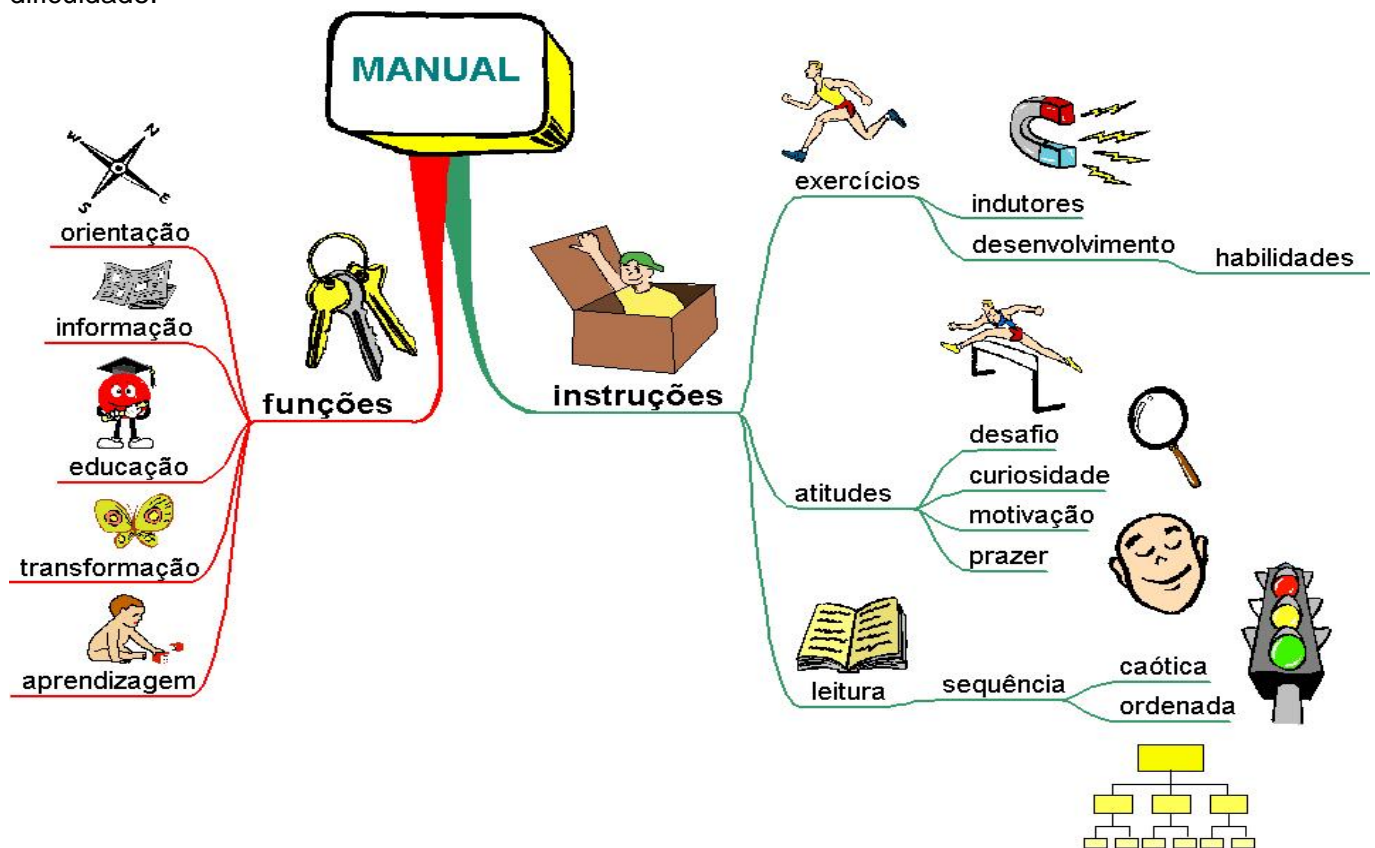 dificuldade.
MANUAL
W
N
S
E
orientação
informação
educação
transformação
aprendizagem
funções
instruções
exercícios
indutores
desenvolvimento
habilidades
atitudes
desafio
curiosidade
motivação
prazer
leitura
sequência
caótica
ordenada